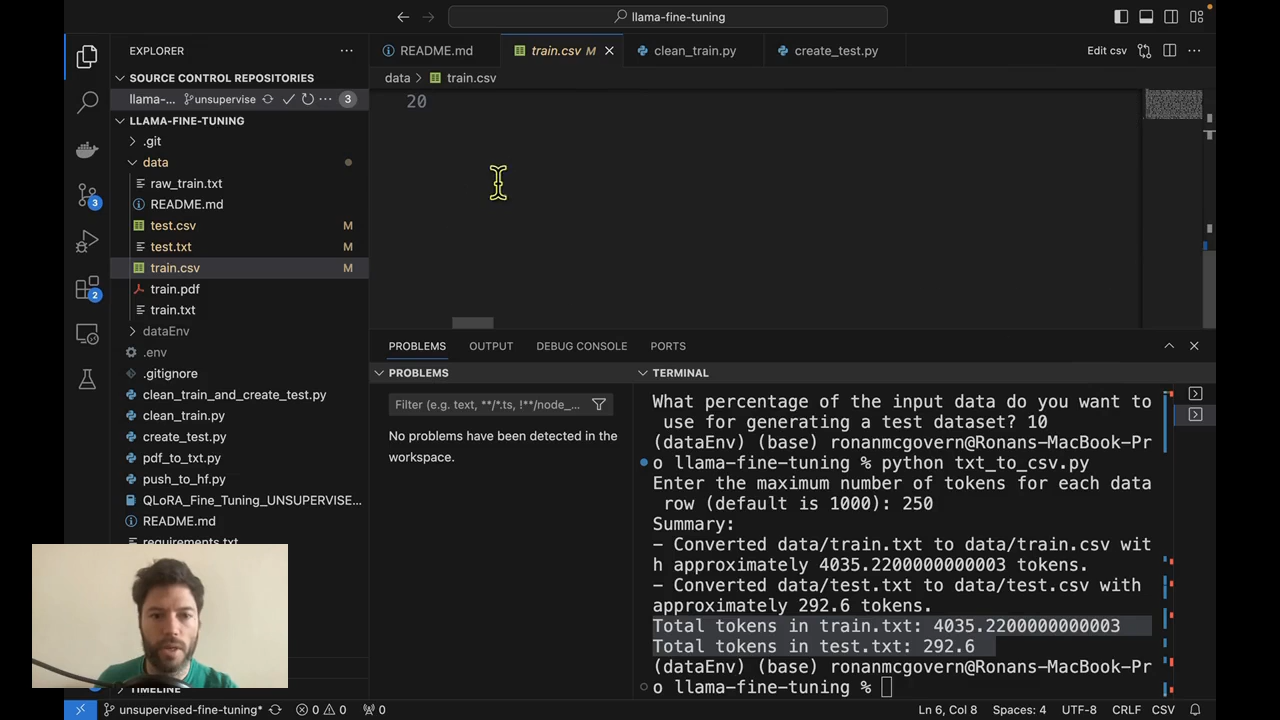 llama-fine-tuning
EXPLORER
README.md
train.csv M
clean_train.py
create_test.py
Edit csv
SOURCE CONTROL REPOSITORIES
data
train.csv
llama-...
unsupervise
3
20
LLAMA-FINE-TUNING
.git
data
raw_train.txt
README.md
test.csv M
test.txt M
train.csv M
train.pdf
train.txt
dataEnv
.env
.gitignore
clean_train_and_create_test.py
clean_train.py
create_test.py
pdf_to_txt.py
push_to_hf.py
QLoRA_Fine_Tuning_UNSUPERVISE...
README.md
requirements.txt
TIMELINE
3
2
PROBLEMS
OUTPUT
DEBUG CONSOLE
PORTS
PROBLEMS
Filter (e.g. text, **/*.ts, !**/node_...
No problems have been detected in the
workspace.
TERMINAL
What percentage of the input data do you want to
use for generating a test dataset? 10
(dataEnv) (base) ronanmcgovern@Ronans-MacBook-Pr
o llama-fine-tuning % python txt_to_csv.py
Enter the maximum number of tokens for each data
row (default is 1000): 250
Summary:
- Converted data/train.txt to data/train.csv wit
h approximately 4035.2200000000003 tokens.
- Converted data/test.txt to data/test.csv with
approximately 292.6 tokens.
Total tokens in train.txt: 4035.2200000000003
Total tokens in test.txt: 292.6
(dataEnv) (base) ronanmcgovern@Ronans-MacBook-Pr
o llama-fine-tuning %
unsupervised-fine-tuning*
0
0
0
Ln 6, Col 8
Spaces: 4
UTF-8
CRLF
CSV